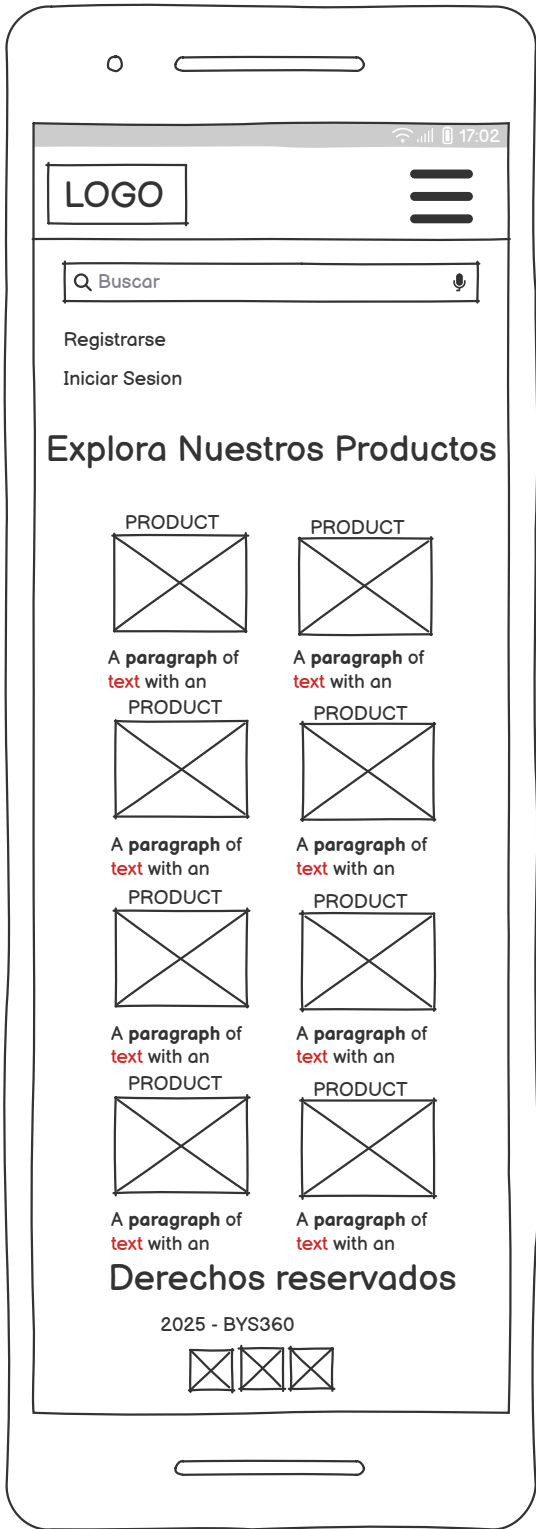 17:02
LOGO
Buscar
Registrarse
Iniciar Sesion
Explora Nuestros Productos
PRODUCT
PRODUCT
A paragraph of
text with an
A paragraph of
text with an
PRODUCT
PRODUCT
A paragraph of
text with an
A paragraph of
text with an
PRODUCT
PRODUCT
A paragraph of
text with an
A paragraph of
text with an
PRODUCT
PRODUCT
A paragraph of
text with an
A paragraph of
text with an
Derechos reservados
2025 - BYS360